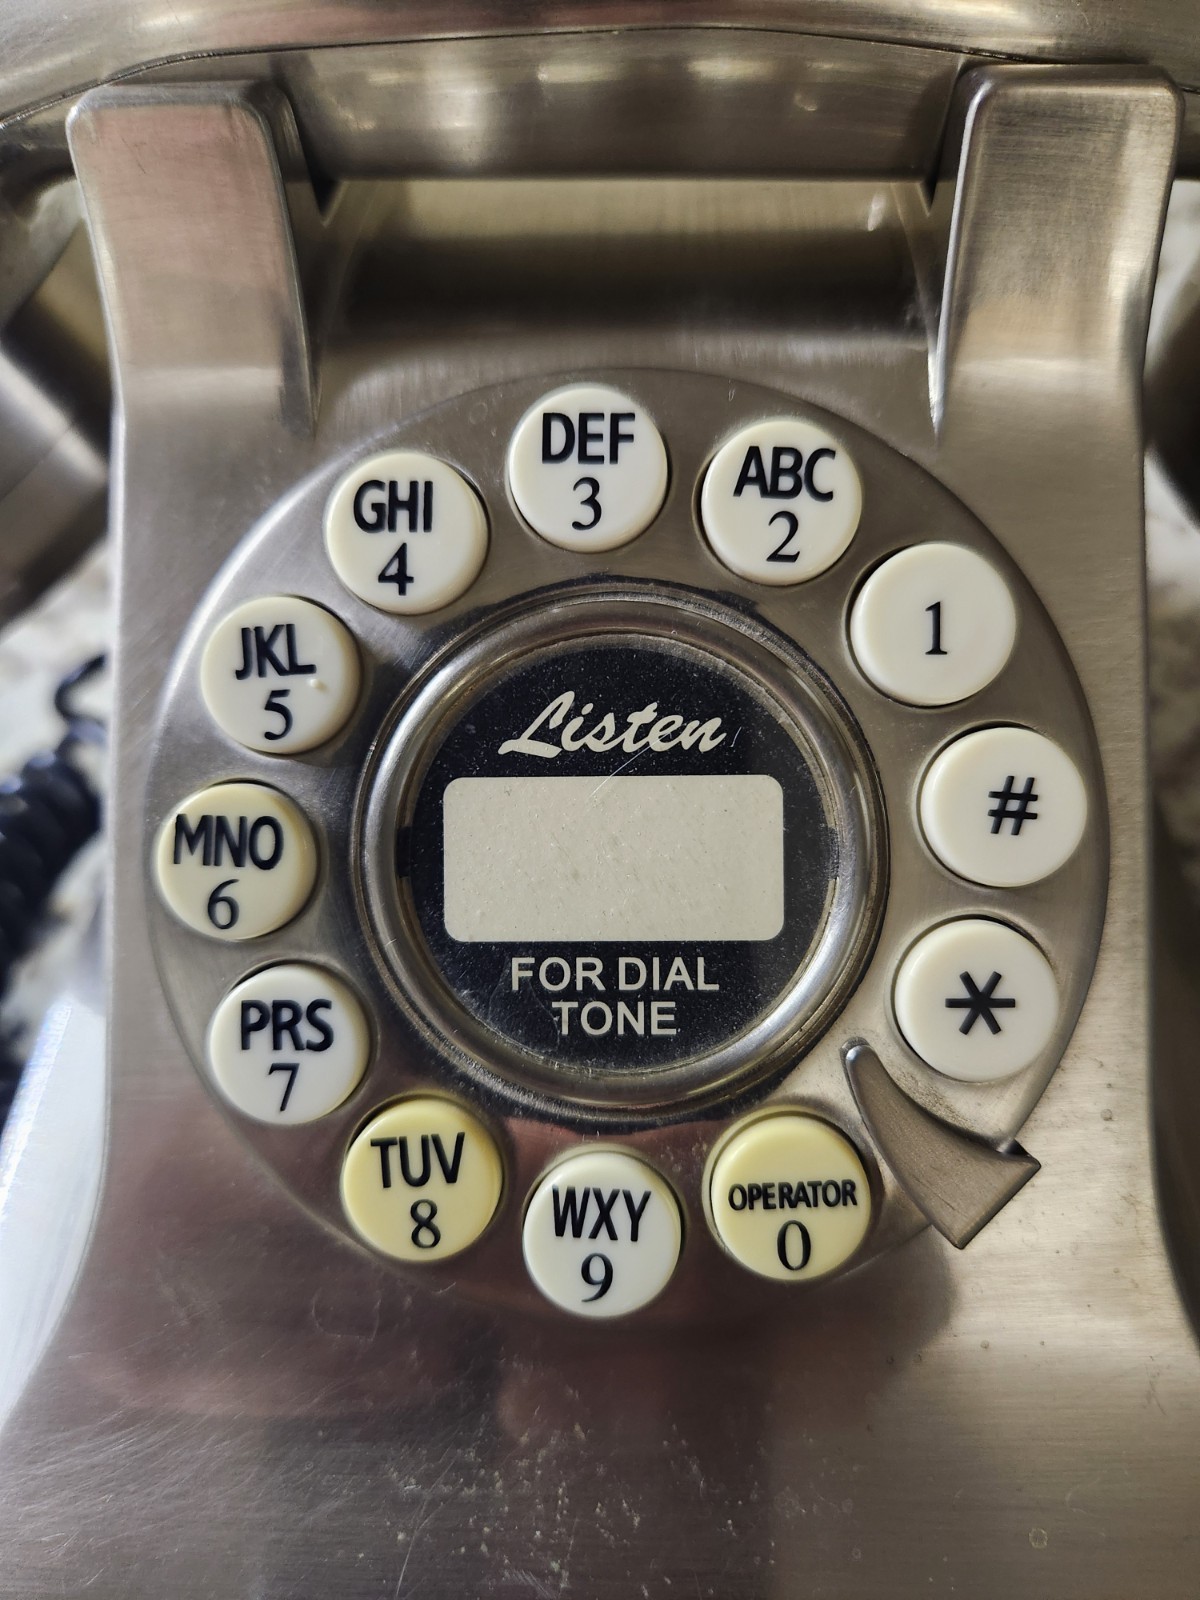 DEF
3
ABC
2
GHI
4
1
JKL
5
#
MNO
6
*
PRS
7
TUV
8
WXY
9
OPERATOR
0
Listen
FOR DIAL
TONE